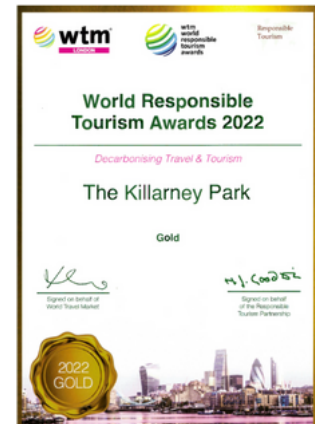 wtm
LONDON
wtm
world
responsible
tourism
awards
Responsible
Tourism
World Responsible
Tourism Awards 2022
Decarbonising Travel & Tourism
The Killarney Park
Gold
Signed on behalf of
World Travel Market
Signed on behalf
of the Responsible
Tourism Partnership
2022
GOLD